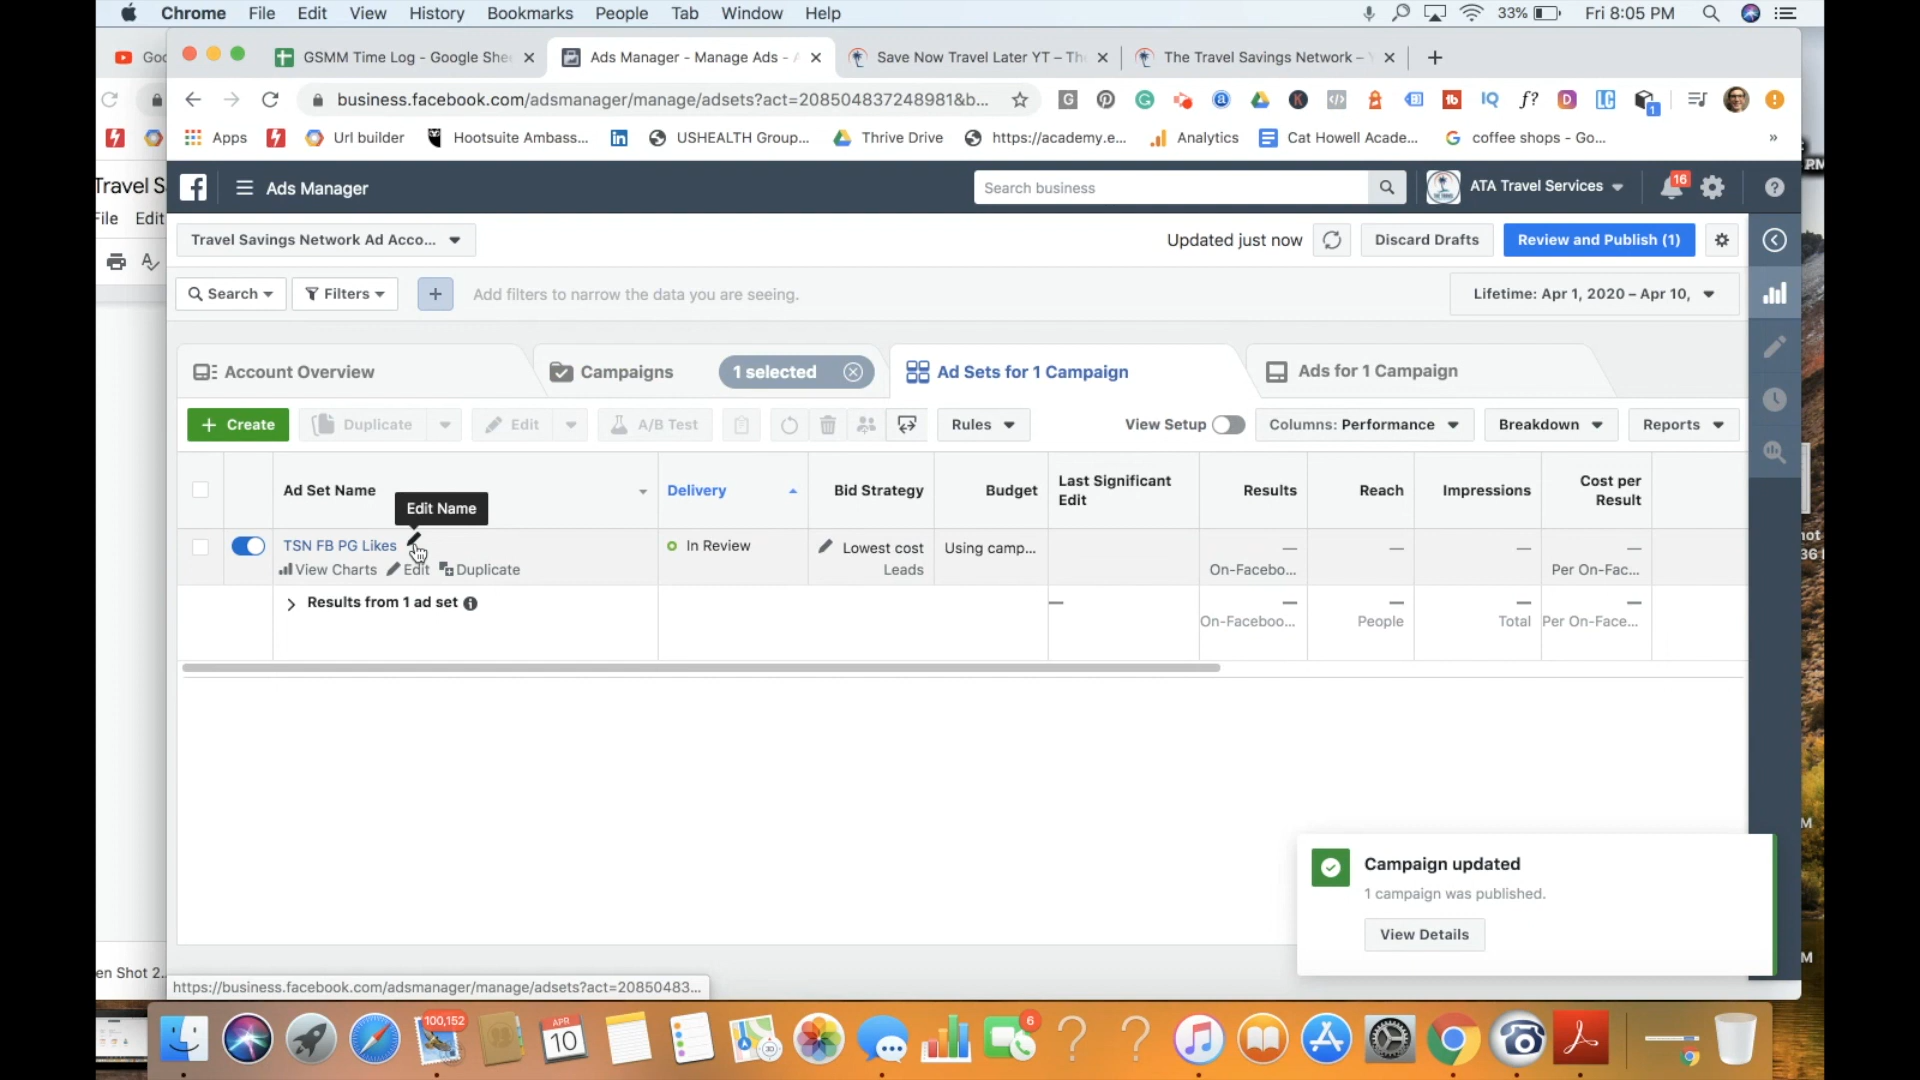 Chrome File Edit View History Bookmarks People Tab Window Help 33% Fri 8:05 PM
Goo GSMM Time Log - Google Shee Ads Manager - Manage Ads - A Save Now Travel Later YT – The The Travel Savings Network – Y
business.facebook.com/adsmanager/manage/adsets?act=208504837248981&b...
Apps Url builder Hootsuite Ambass... USHEALTH Group... Thrive Drive https://academy.e... Analytics Cat Howell Acade... coffee shops - Go... »
Travel S
File Edit
Ads Manager Search business ATA Travel Services 16
Travel Savings Network Ad Acco... Updated just now Discard Drafts Review and Publish (1)
Search Filters + Add filters to narrow the data you are seeing. Lifetime: Apr 1, 2020 – Apr 10,
Account Overview Campaigns 1 selected Ad Sets for 1 Campaign Ads for 1 Campaign
+ Create Duplicate Edit A/B Test Rules View Setup Columns: Performance Breakdown Reports
Ad Set Name Delivery Bid Strategy Budget Last Significant Edit Results Reach Impressions Cost per Result
Edit Name
TSN FB PG Likes In Review Lowest cost Using camp... — — — —
View Charts Edit Duplicate Leads On-Facebo... Per On-Fac...
Results from 1 ad set — — — — —
On-Faceboo... People Total Per On-Face...
Campaign updated
1 campaign was published.
View Details
en Shot 2...
https://business.facebook.com/adsmanager/manage/adsets?act=20850483...
100,152 APR 10 6